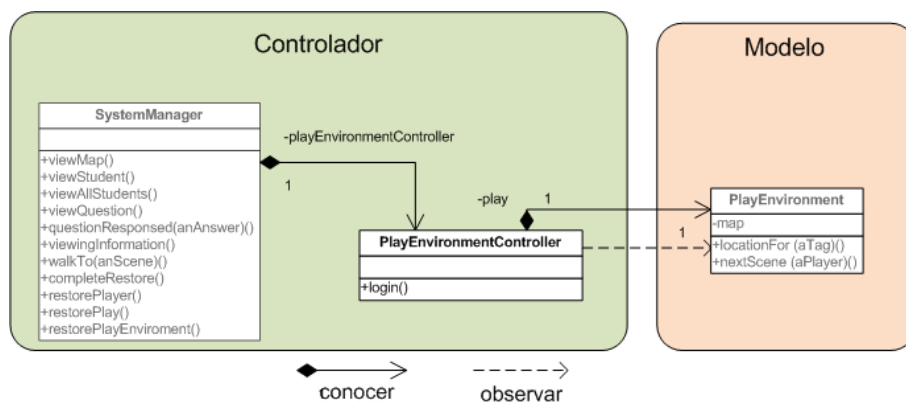 Controlador
Modelo
SystemManager
+viewMap()
+viewStudent()
+viewAllStudents()
+viewQuestion()
+questionResponsed(anAnswer)
+viewingInformation()
+walkTo(anScene)
+completeRestore()
+restorePlayer()
+restorePlay()
+restorePlayEnviroment()
-playEnvironmentController
1
-play
1
PlayEnvironmentController
+login()
1
PlayEnvironment
-map
+locationFor (aTag)()
+nextScene (aPlayer)()
conocer
observar